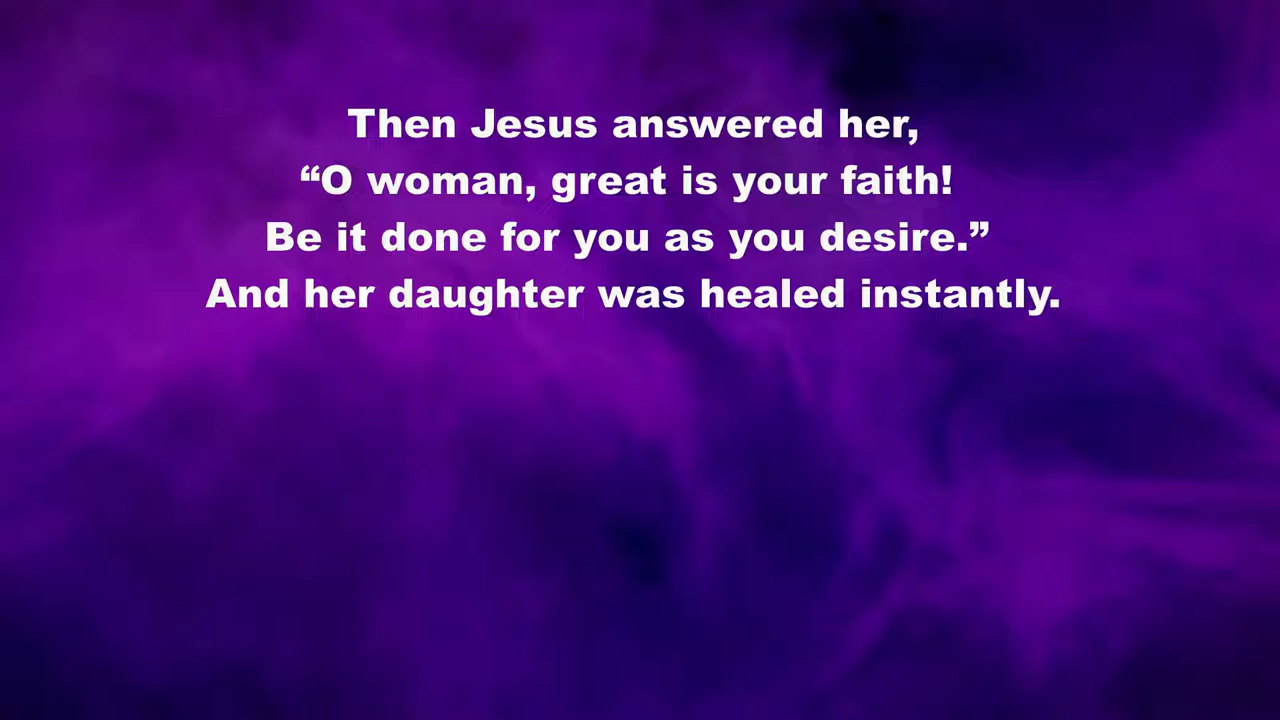 Then Jesus answered her,
“O woman, great is your faith!
Be it done for you as you desire.”
And her daughter was healed instantly.